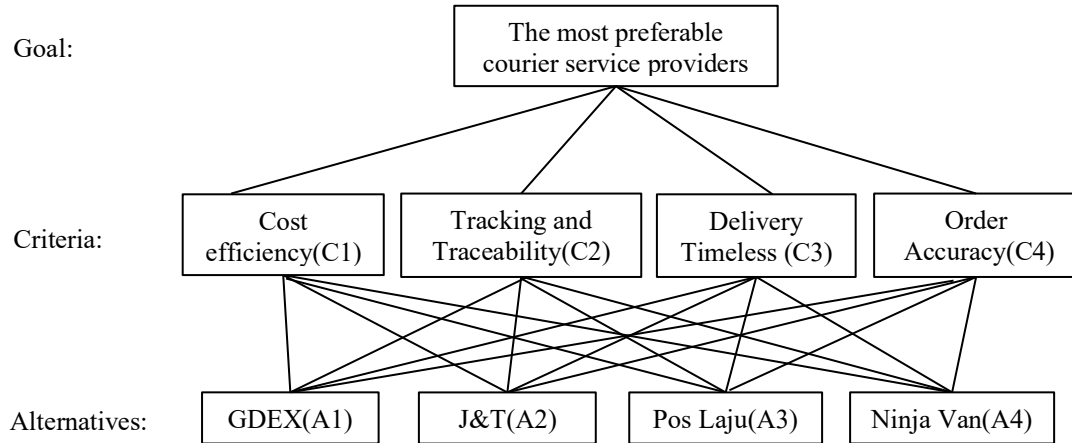 Goal:
The most preferable
courier service providers
Criteria:
Cost
efficiency(C1)
Tracking and
Traceability(C2)
Delivery
Timeless (C3)
Order
Accuracy(C4)
Alternatives:
GDEX(A1)
J&T(A2)
Pos Laju(A3)
Ninja Van(A4)